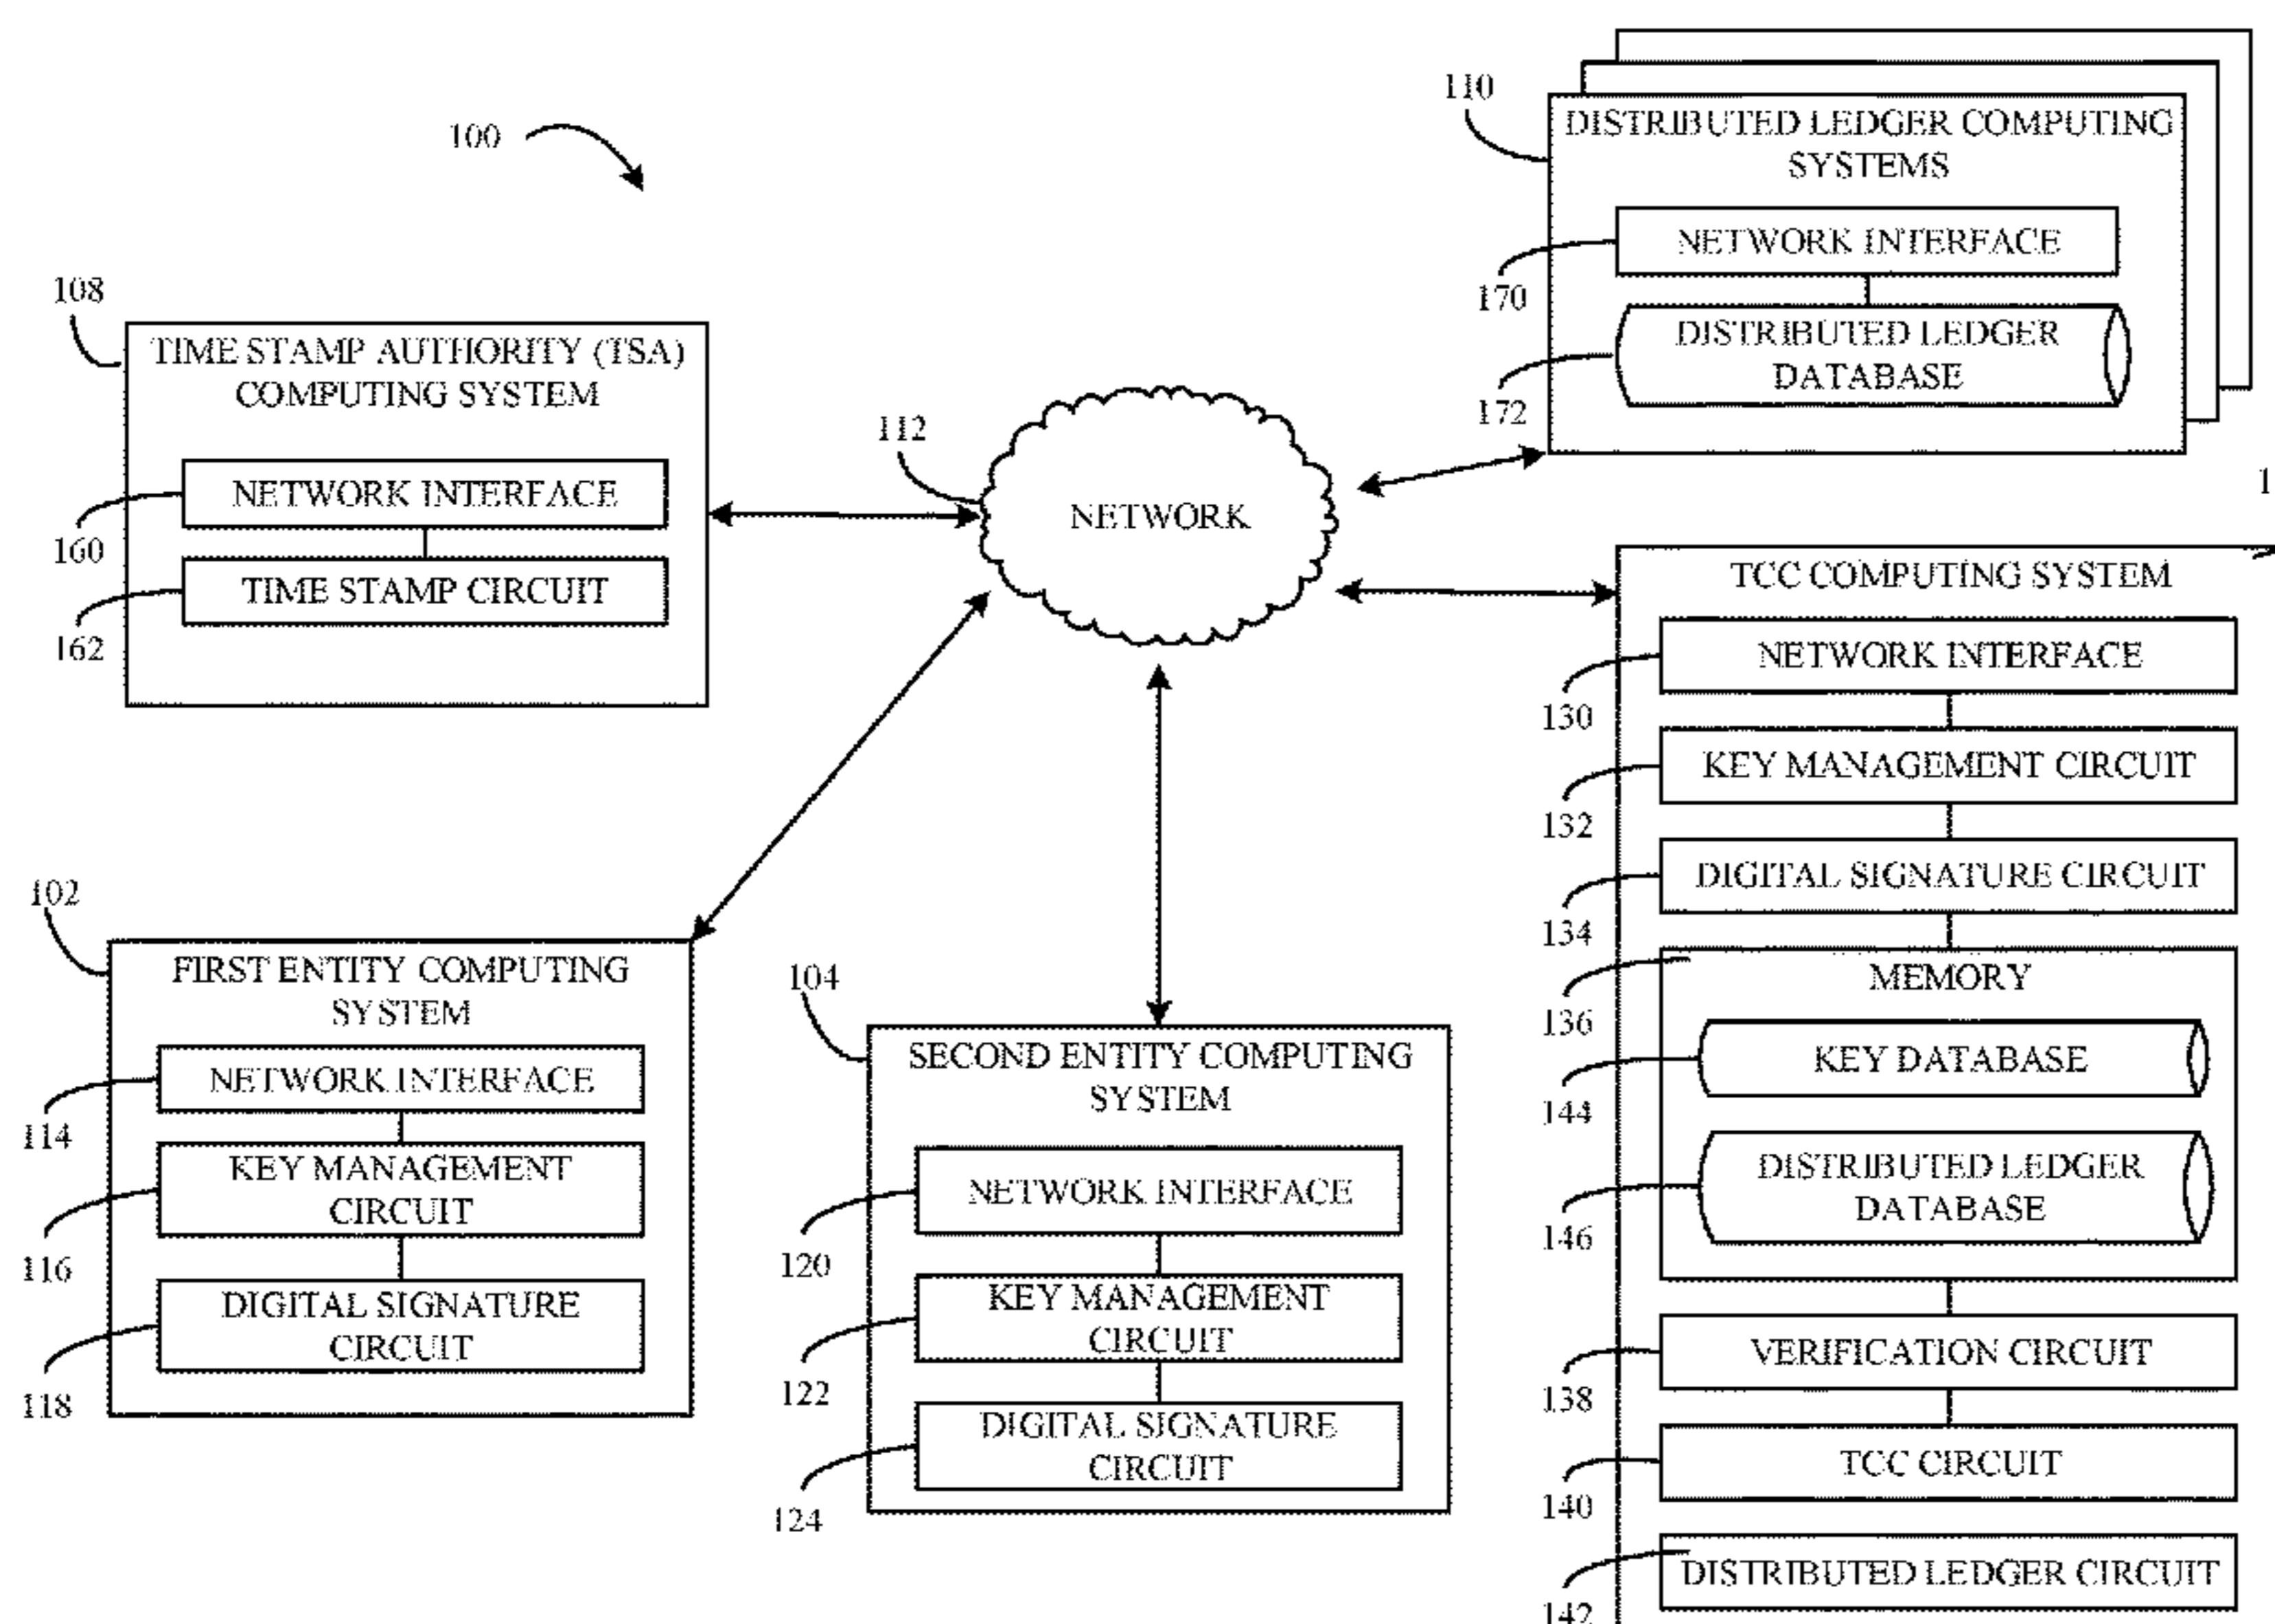 100
110
DISTRIBUTED LEDGER COMPUTING
SYSTEMS
NETWORK INTERFACE
170
DISTRIBUTED LEDGER
DATABASE
172
108
TIME STAMP AUTHORITY (TSA)
COMPUTING SYSTEM
NETWORK INTERFACE
160
TIME STAMP CIRCUIT
162
112
NETWORK
1
TCC COMPUTING SYSTEM
NETWORK INTERFACE
130
KEY MANAGEMENT CIRCUIT
132
DIGITAL SIGNATURE CIRCUIT
134
MEMORY
136
KEY DATABASE
144
DISTRIBUTED LEDGER
DATABASE
146
VERIFICATION CIRCUIT
138
TCC CIRCUIT
140
DISTRIBUTED LEDGER CIRCUIT
142
102
FIRST ENTITY COMPUTING
SYSTEM
NETWORK INTERFACE
114
KEY MANAGEMENT
CIRCUIT
116
DIGITAL SIGNATURE
CIRCUIT
118
104
SECOND ENTITY COMPUTING
SYSTEM
NETWORK INTERFACE
120
KEY MANAGEMENT
CIRCUIT
122
DIGITAL SIGNATURE
CIRCUIT
124